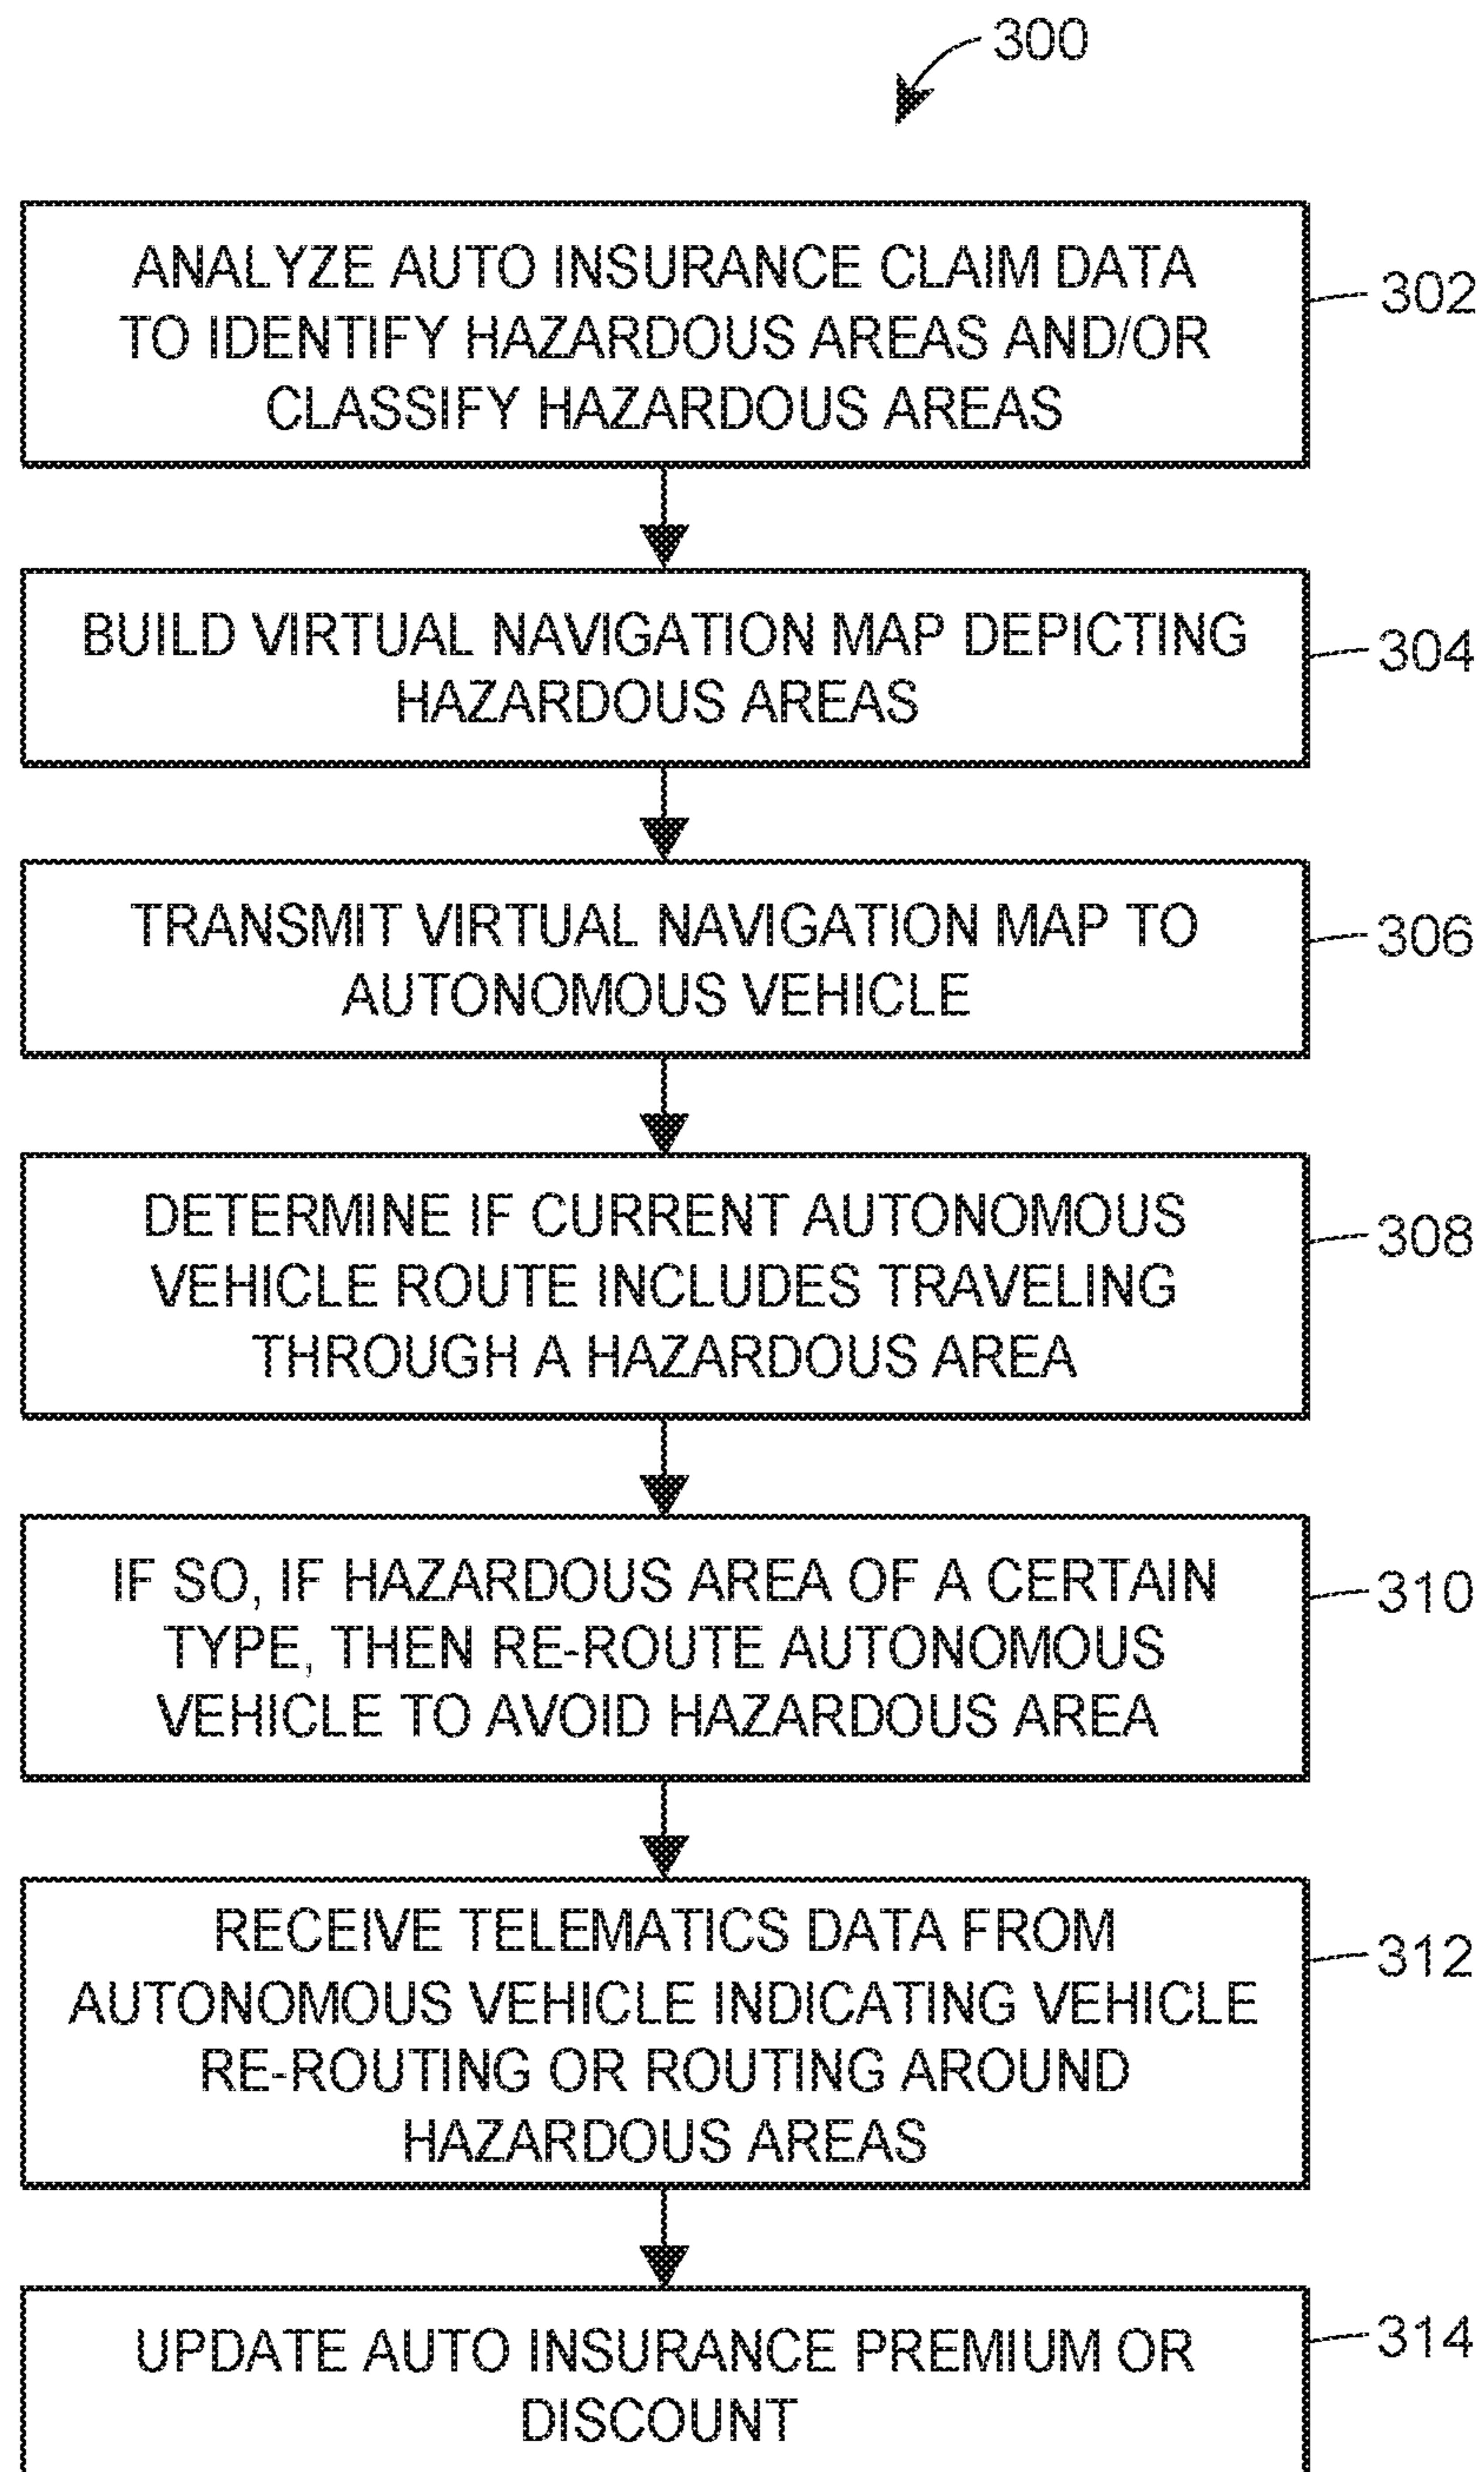 300
ANALYZE AUTO INSURANCE CLAIM DATA
TO IDENTIFY HAZARDOUS AREAS AND/OR
CLASSIFY HAZARDOUS AREAS
302
BUILD VIRTUAL NAVIGATION MAP DEPICTING
HAZARDOUS AREAS
304
TRANSMIT VIRTUAL NAVIGATION MAP TO
AUTONOMOUS VEHICLE
306
DETERMINE IF CURRENT AUTONOMOUS
VEHICLE ROUTE INCLUDES TRAVELING
THROUGH A HAZARDOUS AREA
308
IF SO, IF HAZARDOUS AREA OF A CERTAIN
TYPE, THEN RE-ROUTE AUTONOMOUS
VEHICLE TO AVOID HAZARDOUS AREA
310
RECEIVE TELEMATICS DATA FROM
AUTONOMOUS VEHICLE INDICATING VEHICLE
RE-ROUTING OR ROUTING AROUND
HAZARDOUS AREAS
312
UPDATE AUTO INSURANCE PREMIUM OR
DISCOUNT
314